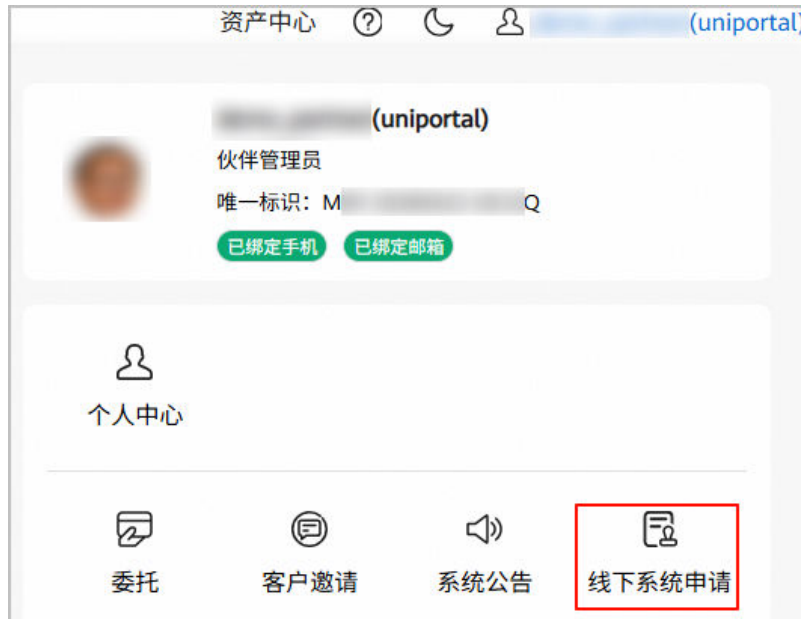 资产中心 (uniportal)
(uniportal)
伙伴管理员
唯一标识：M Q
已绑定手机 已绑定邮箱
个人中心
委托 客户邀请 系统公告 线下系统申请